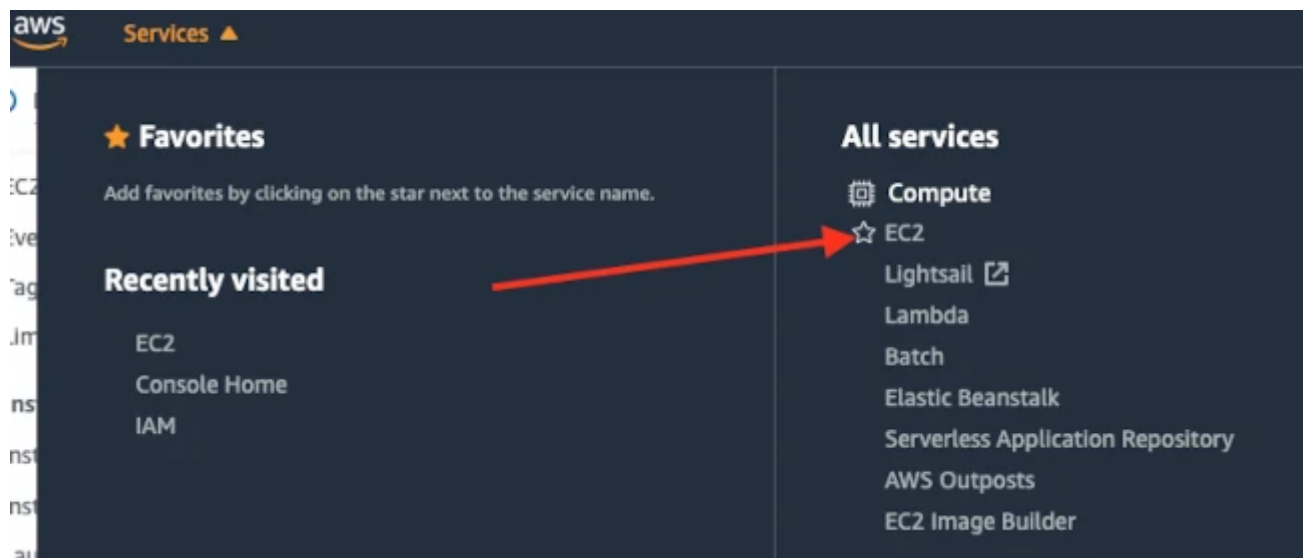 aws
Services
Favorites
Add favorites by clicking on the star next to the service name.
Recently visited
EC2
Console Home
IAM
All services
Compute
EC2
Lightsail
Lambda
Batch
Elastic Beanstalk
Serverless Application Repository
AWS Outposts
EC2 Image Builder